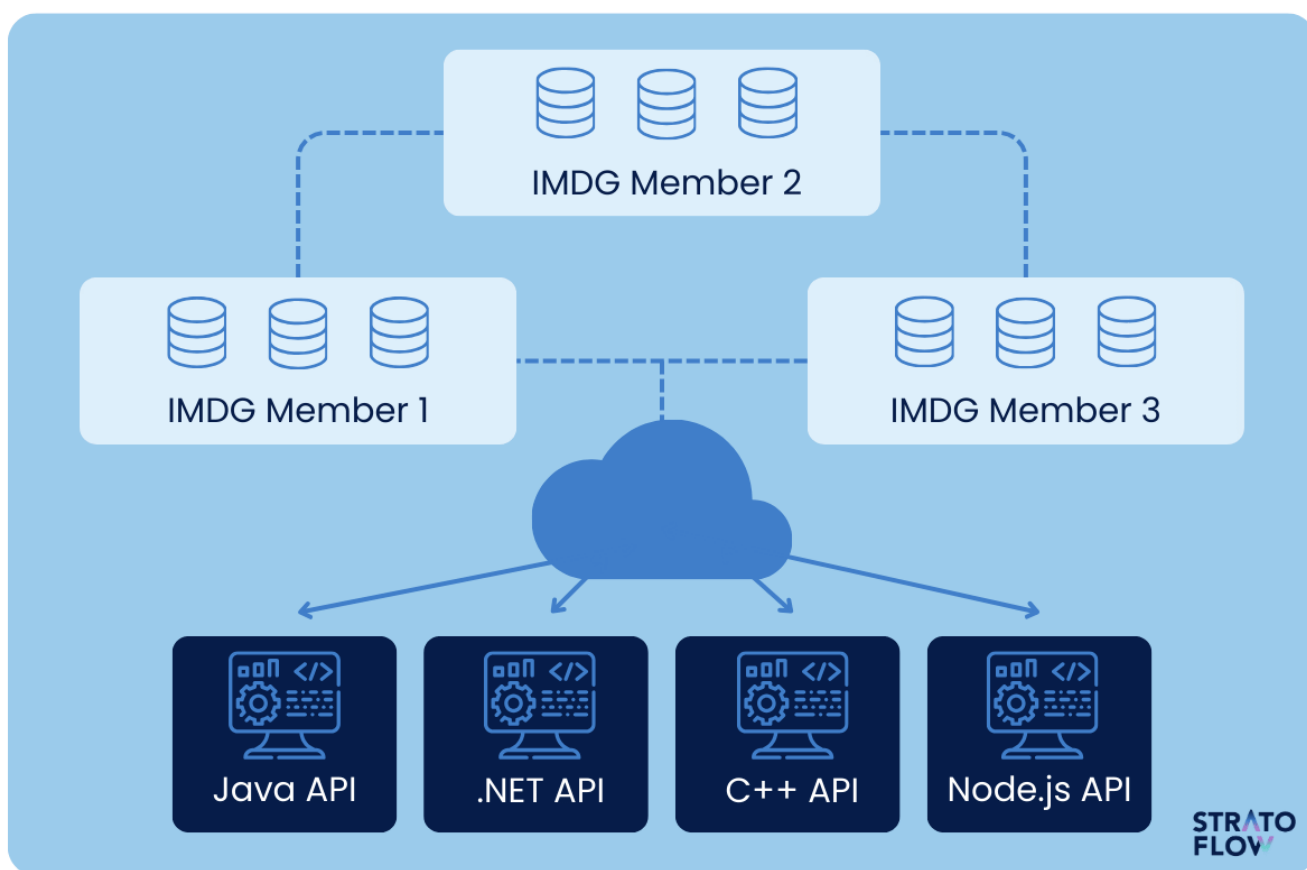 IMDG Member 2
IMDG Member 1
IMDG Member 3
Java API
.NET API
C++ API
Node.js API
STRATO
FLOW